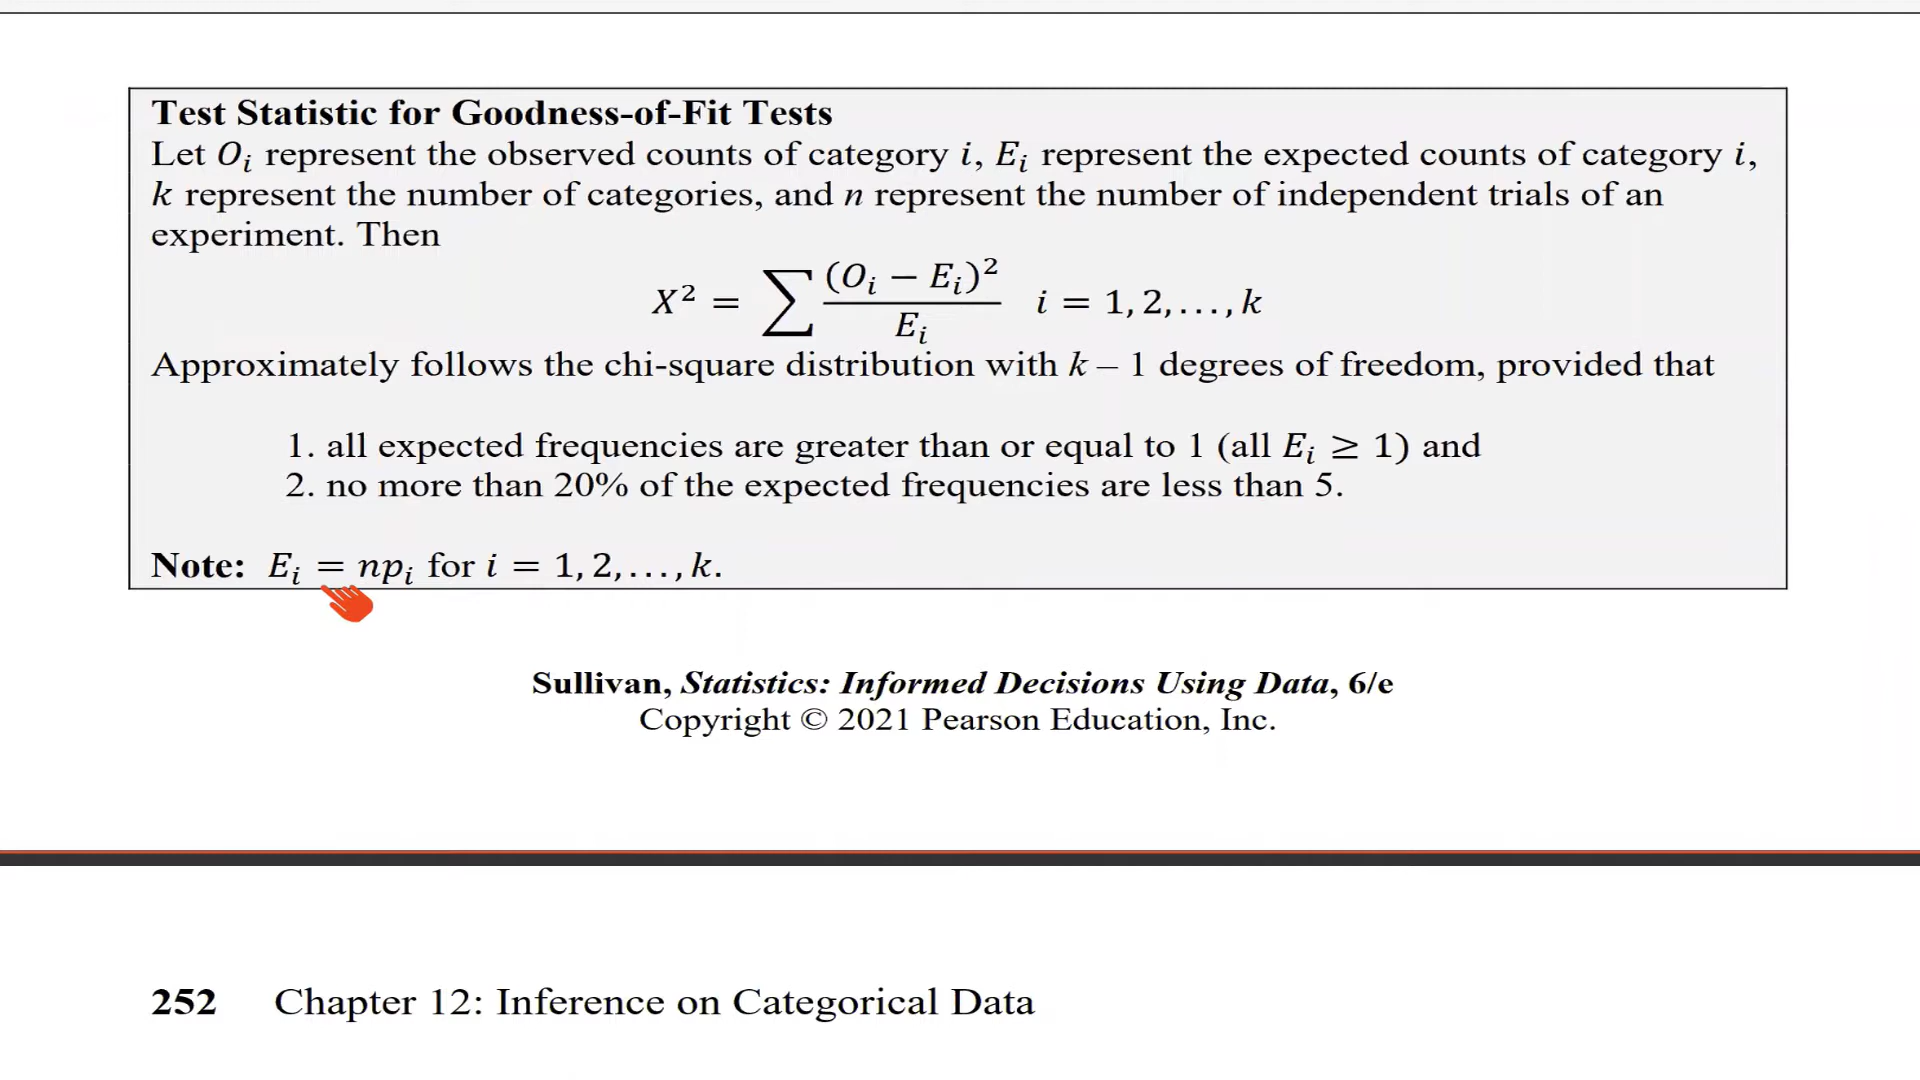 Test Statistic for Goodness-of-Fit Tests
Let Oᵢ represent the observed counts of category i, Eᵢ represent the expected counts of category i,
k represent the number of categories, and n represent the number of independent trials of an
experiment. Then
X² = ∑ (Oᵢ − Eᵢ)² / Eᵢ   i = 1, 2, . . . , k
Approximately follows the chi-square distribution with k – 1 degrees of freedom, provided that
1. all expected frequencies are greater than or equal to 1 (all Eᵢ ≥ 1) and
2. no more than 20% of the expected frequencies are less than 5.
Note: Eᵢ = npᵢ for i = 1, 2, . . . , k.
Sullivan, Statistics: Informed Decisions Using Data, 6/e
Copyright © 2021 Pearson Education, Inc.
252 Chapter 12: Inference on Categorical Data